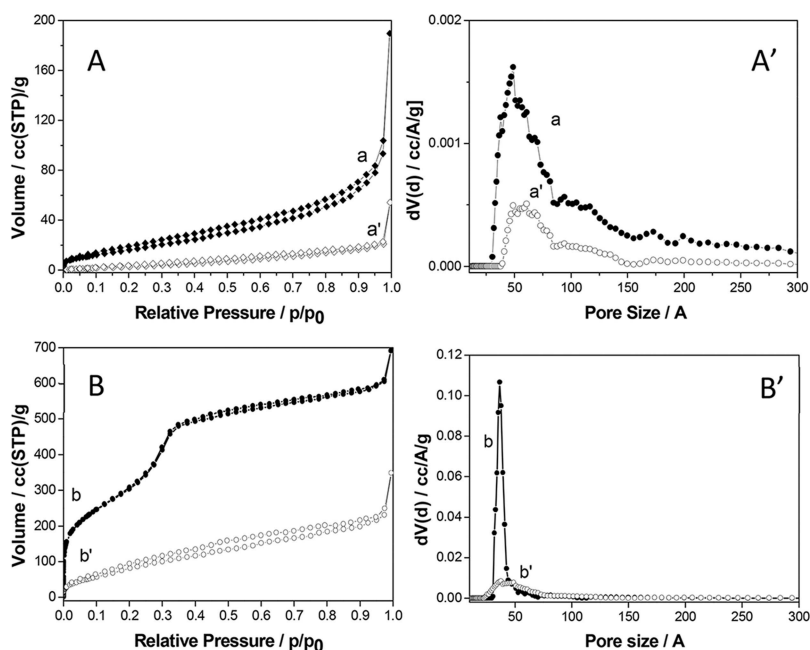 200
160
120
80
40
0
A
a
a'
0.0 0.1 0.2 0.3 0.4 0.5 0.6 0.7 0.8 0.9 1.0
Volume / cc(STP)/g
Relative Pressure / p/p0
0.002
0.001
0.000
A'
a
a'
50 100 150 200 250 300
dV(d) / cc/A/g]
Pore Size / A
700
600
500
400
300
200
100
0
B
b
b'
0.0 0.1 0.2 0.3 0.4 0.5 0.6 0.7 0.8 0.9 1.0
Volume / cc(STP)/g
Relative Pressure / p/p0
0.12
0.10
0.08
0.06
0.04
0.02
0.00
B'
b
b'
50 100 150 200 250 300
dV(d) / cc/A/g
Pore size / A